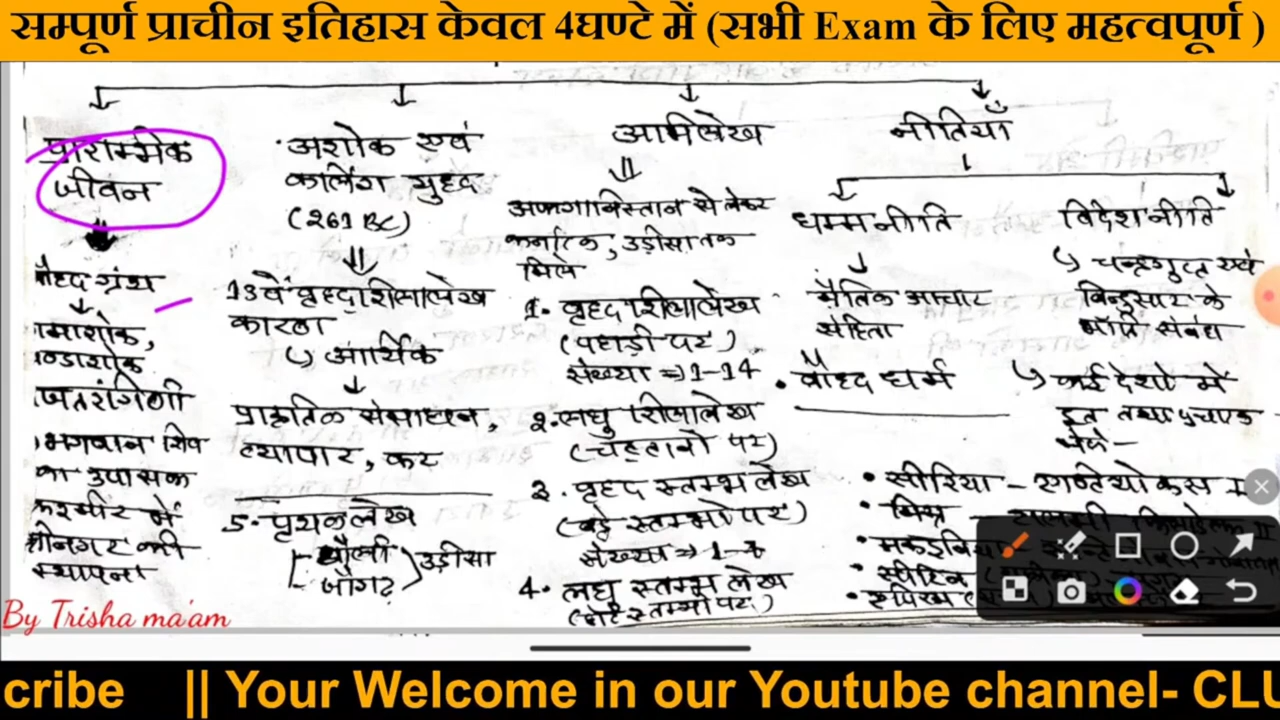 सम्पूर्ण प्राचीन इतिहास केवल 4घण्टे में (सभी Exam के लिए महत्वपूर्ण )
प्रारम्भिक
जीवन
बौद्ध ग्रंथ
भगवान शिव
का उपासक
कश्मीर में
श्रीनगर की
स्थापना
• अशोक एवं
कलिंग युद्ध
(261 BC)
13वें वृहद शिलालेख
कारण
आर्थिक
प्राकृतिक संसाधन,
व्यापार, कर
5. पृथक लेख
धौली
जौगढ़
उड़ीसा
अभिलेख
अफगानिस्तान से लेकर
कर्नाटक, उड़ीसा तक
मिले
1. वृहद शिलालेख
(पहाड़ी पर)
संख्या ⇒ 1-14
2. लघु शिलालेख
(चट्टानों पर)
3. वृहद स्तम्भ लेख
(बड़े स्तम्भो पर)
संख्या ⇒ 1-7
4. लघु स्तम्भ लेख
(छोटे स्तम्भो पर)
नीतियाँ
धम्म नीति
नैतिक आचार
संहिता
• बौद्ध धर्म
विदेश नीति
चन्द्रगुप्त एवं
बिन्दुसार के
भाँति संबंध
कई देशो में
दूत तथा प्रचारक
भेजे -
• सीरिया -
• मिस्र
By Trisha ma'am
cribe || Your Welcome in our Youtube channel- CLU